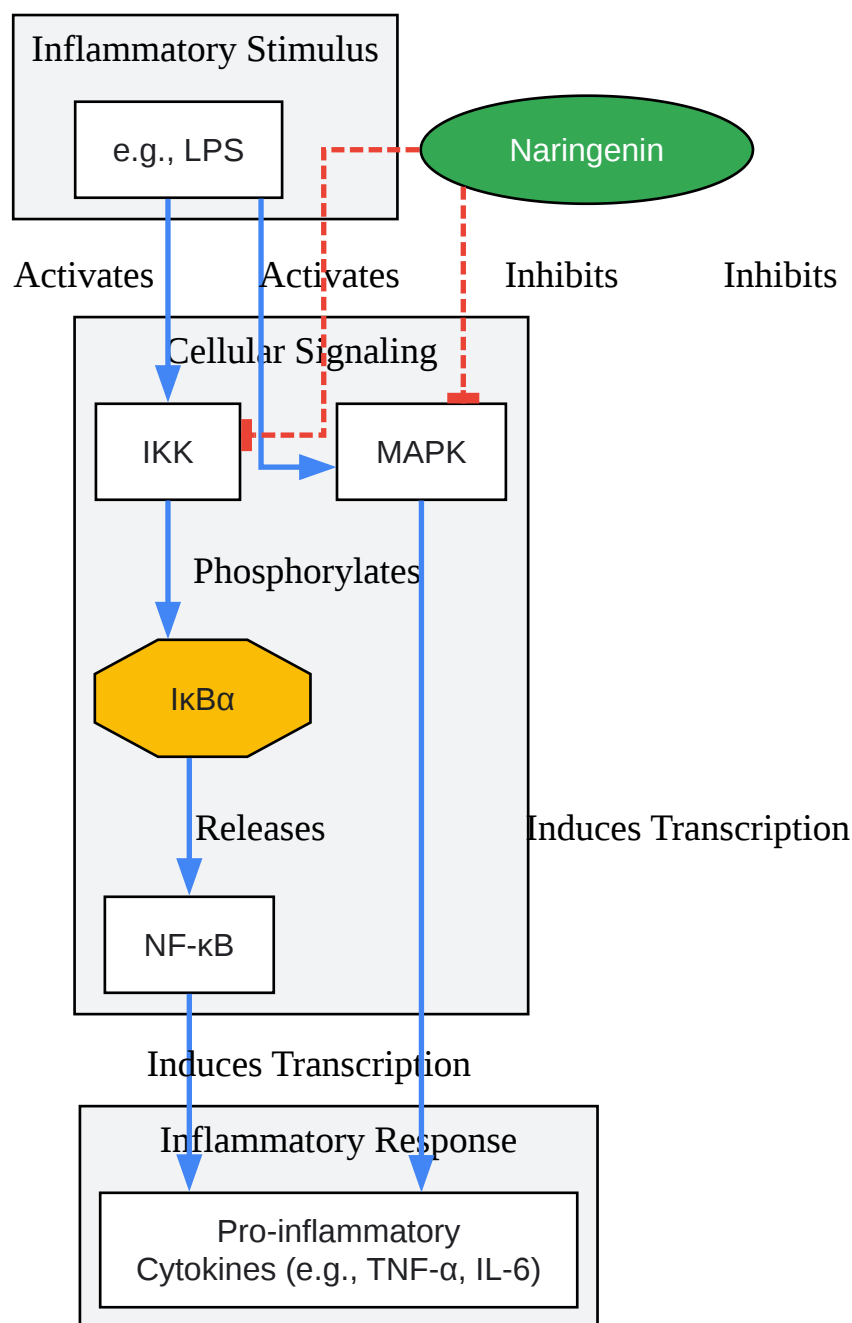 Inflammatory Stimulus
e.g., LPS
Naringenin
Activates
Activates
Inhibits
Inhibits
Cellular Signaling
IKK
MAPK
Phosphorylates
IκBα
Releases
Induces Transcription
NF-κB
Induces Transcription
Inflammatory Response
Pro-inflammatory
Cytokines (e.g., TNF-α, IL-6)